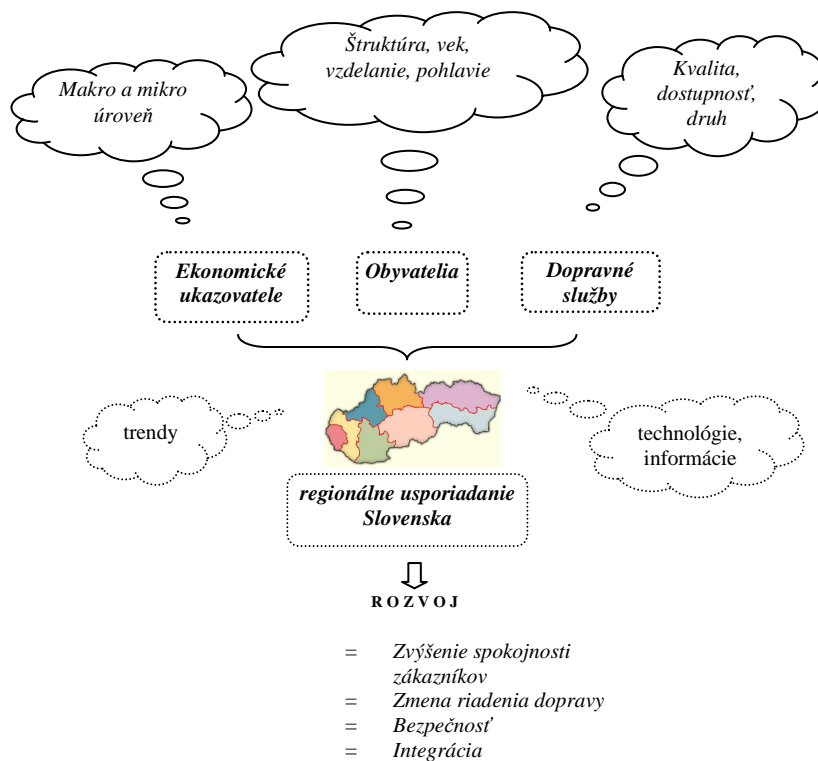 Štruktúra, vek,
vzdelanie, pohlavie
Makro a mikro
úroveň
Kvalita,
dostupnosť,
druh
Ekonomické
ukazovatele
Obyvatelia
Dopravné
služby
trendy
technológie,
informácie
regionálne usporiadanie
Slovenska
R O Z V O J
= Zvýšenie spokojnosti
zákazníkov
= Zmena riadenia dopravy
= Bezpečnosť
= Integrácia